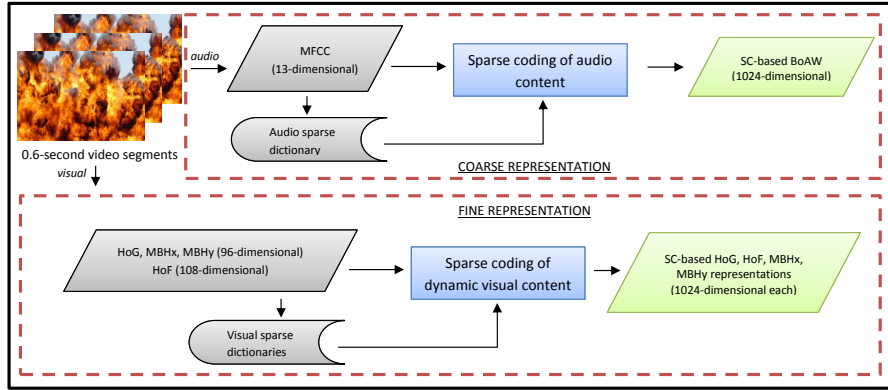 audio
MFCC
(13-dimensional)
Sparse coding of audio
content
SC-based BoAW
(1024-dimensional)
Audio sparse
dictionary
0.6-second video segments
COARSE REPRESENTATION
visual
FINE REPRESENTATION
HoG, MBHx, MBHy (96-dimensional)
HoF (108-dimensional)
Sparse coding of
dynamic visual content
SC-based HoG, HoF, MBHx,
MBHy representations
(1024-dimensional each)
Visual sparse
dictionaries